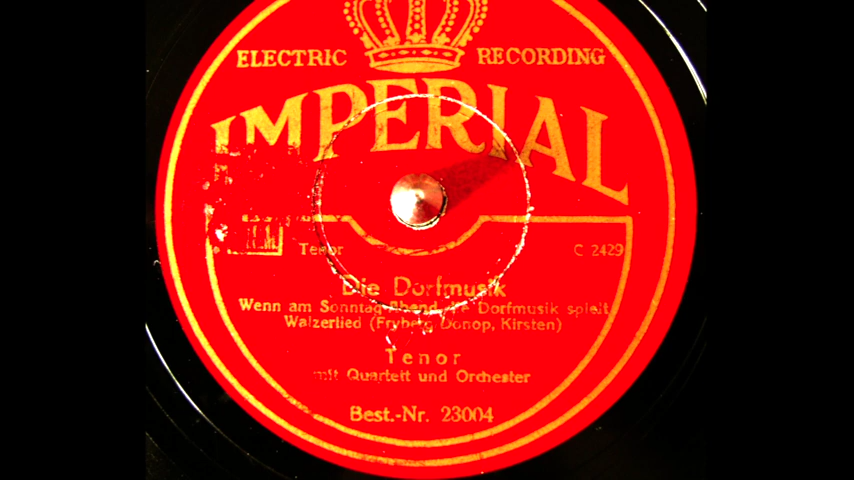 ELECTRIC RECORDING
IMPERIAL
Tenor C 2429
Die Dorfmusik
Wenn am Sonntag Abend die Dorfmusik spielt
Walzerlied (Fryberg Donop, Kirsten)
Tenor
mit Quartett und Orchester
Best.-Nr. 23004